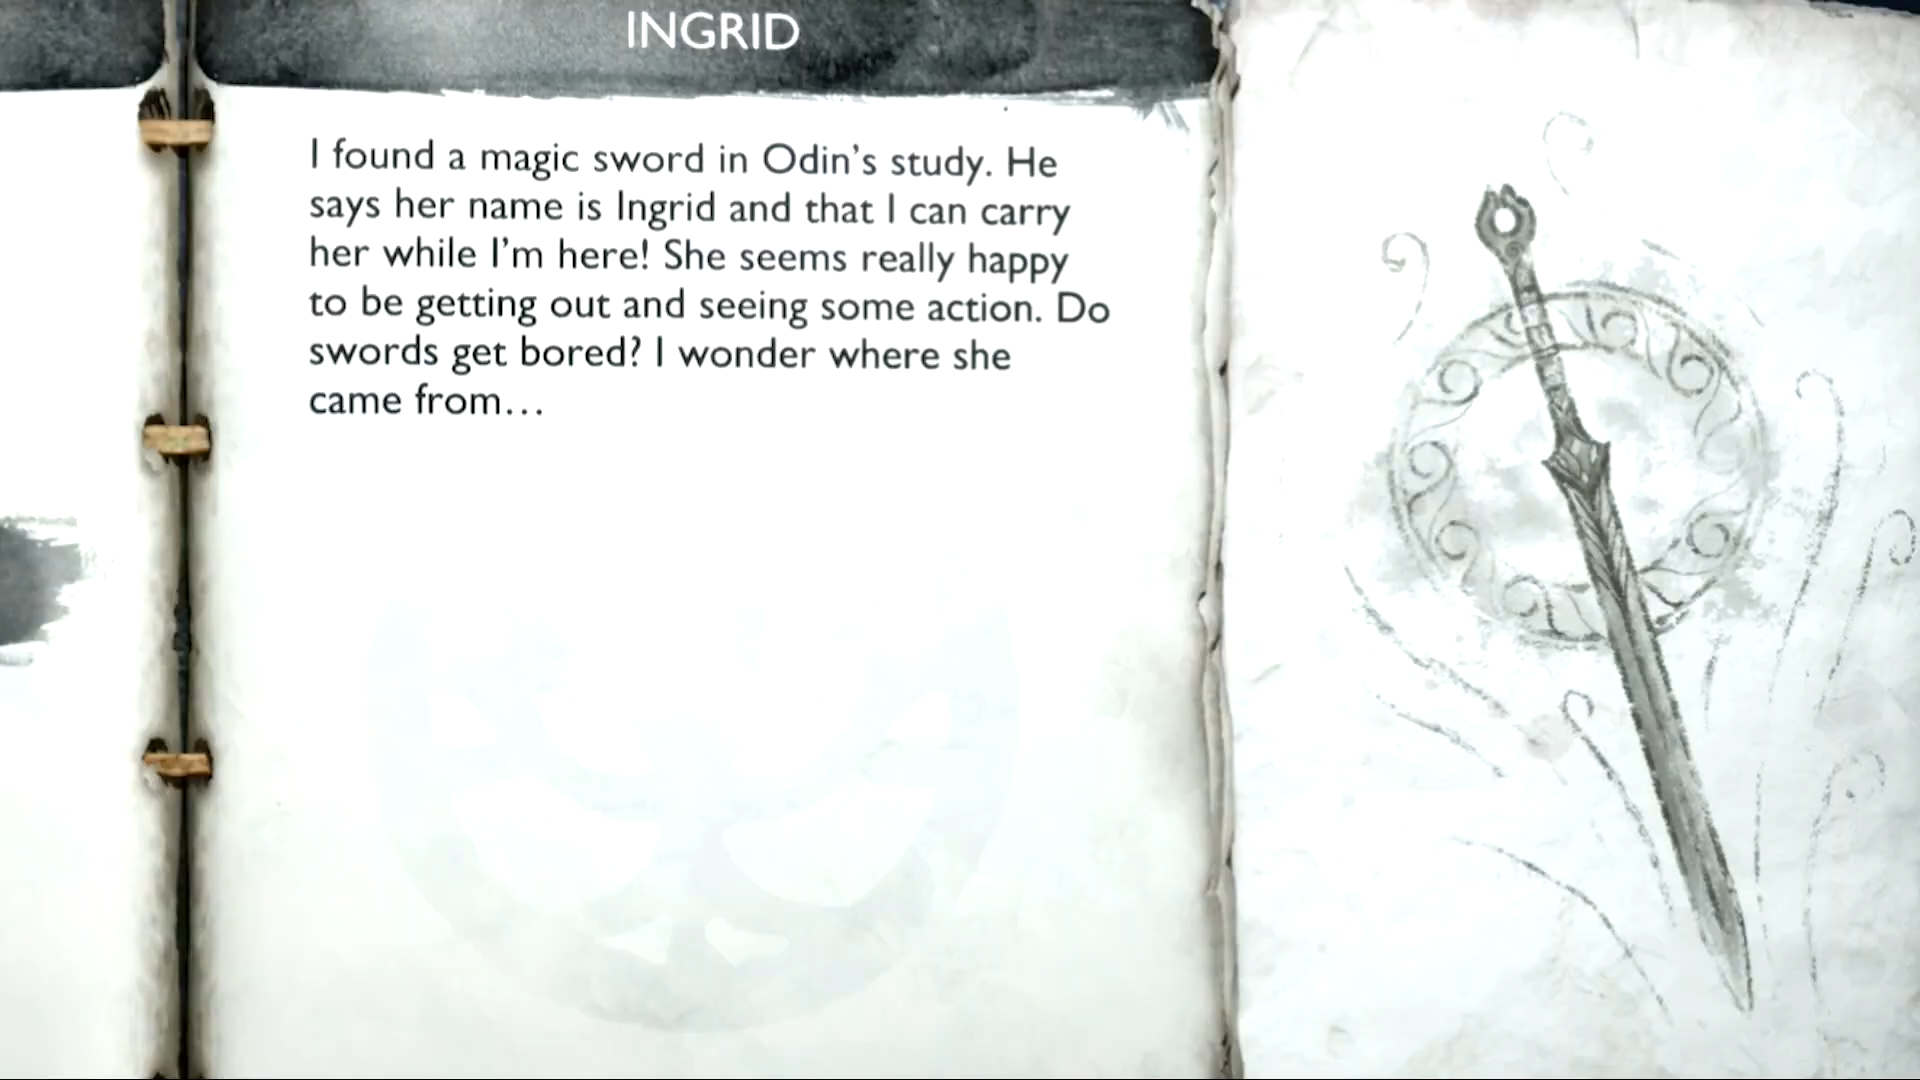 INGRID
I found a magic sword in Odin’s study. He
says her name is Ingrid and that I can carry
her while I’m here! She seems really happy
to be getting out and seeing some action. Do
swords get bored? I wonder where she
came from…